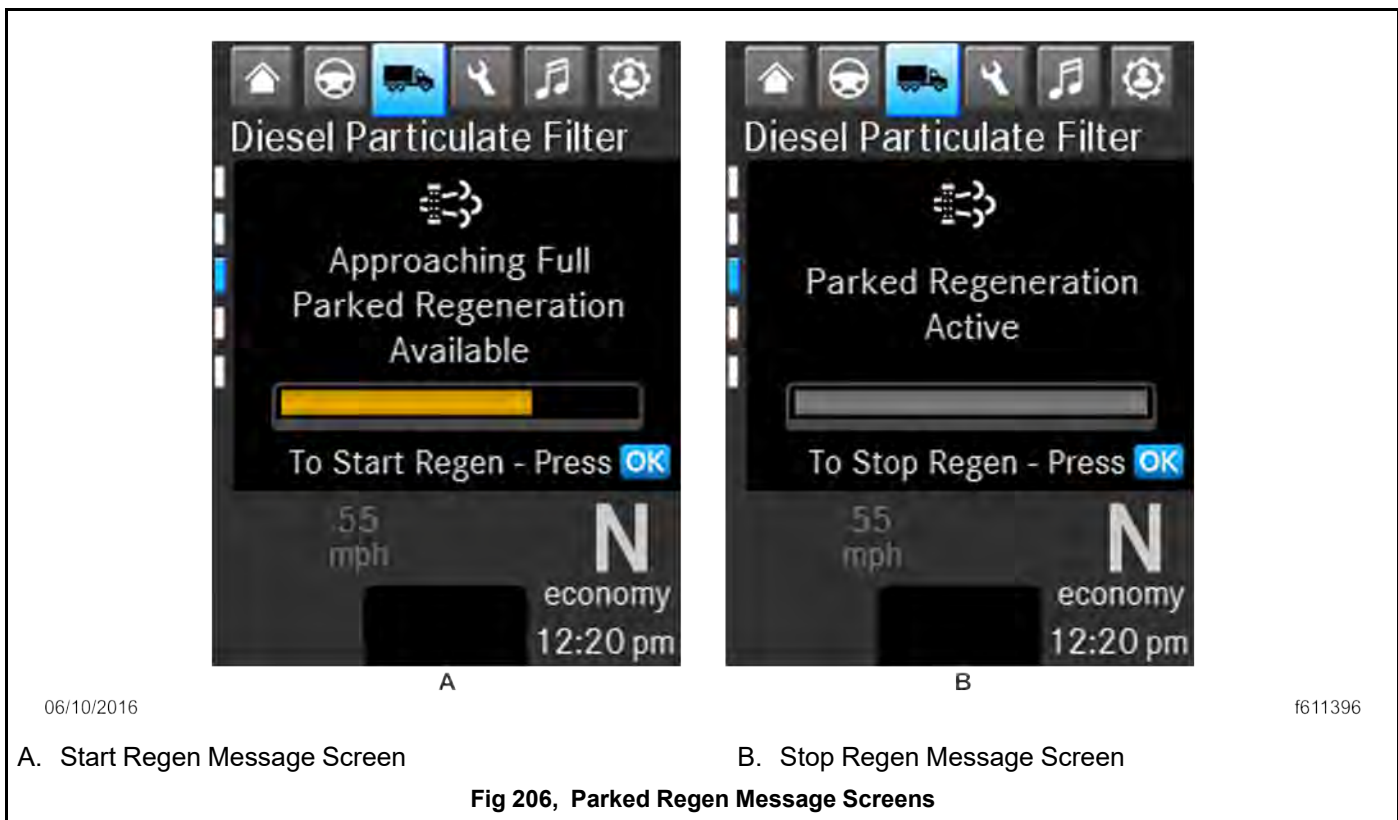 Diesel Particulate Filter
Approaching Full
Parked Regeneration
Available
To Start Regen - Press OK
55
mph
N
economy
12:20 pm
A
Diesel Particulate Filter
Parked Regeneration
Active
To Stop Regen - Press OK
55
mph
N
economy
12:20 pm
B
06/10/2016
f611396
A. Start Regen Message Screen
B. Stop Regen Message Screen
Fig 206, Parked Regen Message Screens